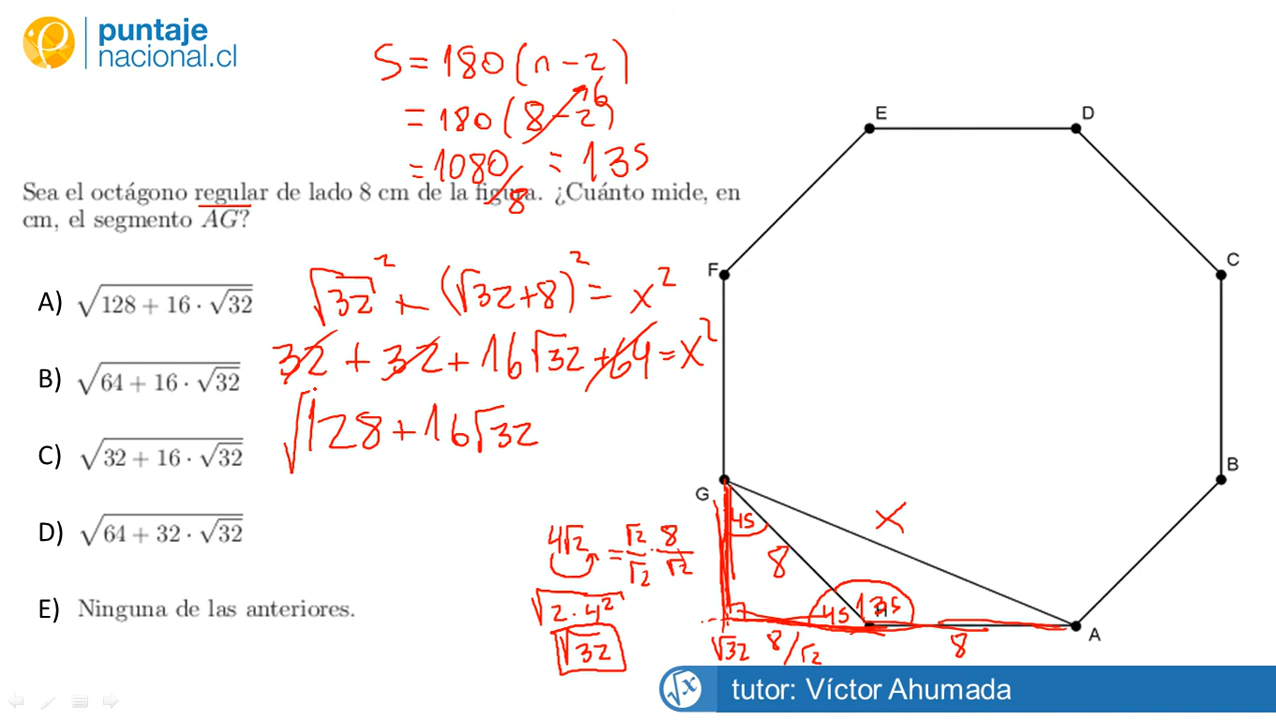 puntaje
nacional.cl
S = 180 (n - 2)
= 180 (8 - 2) 6
= 1080/8 = 135
Sea el octágono regular de lado 8 cm de la figura. ¿Cuánto mide, en
cm, el segmento AG?
A) √(128 + 16 · √32)
B) √(64 + 16 · √32)
C) √(32 + 16 · √32)
D) √(64 + 32 · √32)
E) Ninguna de las anteriores.
√32² + (√32 + 8)² = x²
32 + 32 + 16√32 + 64 = x²
√128 + 16√32
4√2 = √2/√2 · 8/√2
√2 · 4²
√32
E
D
F
C
G
B
45
x
8
45
135
H
A
√32
8/√2
8
tutor: Víctor Ahumada